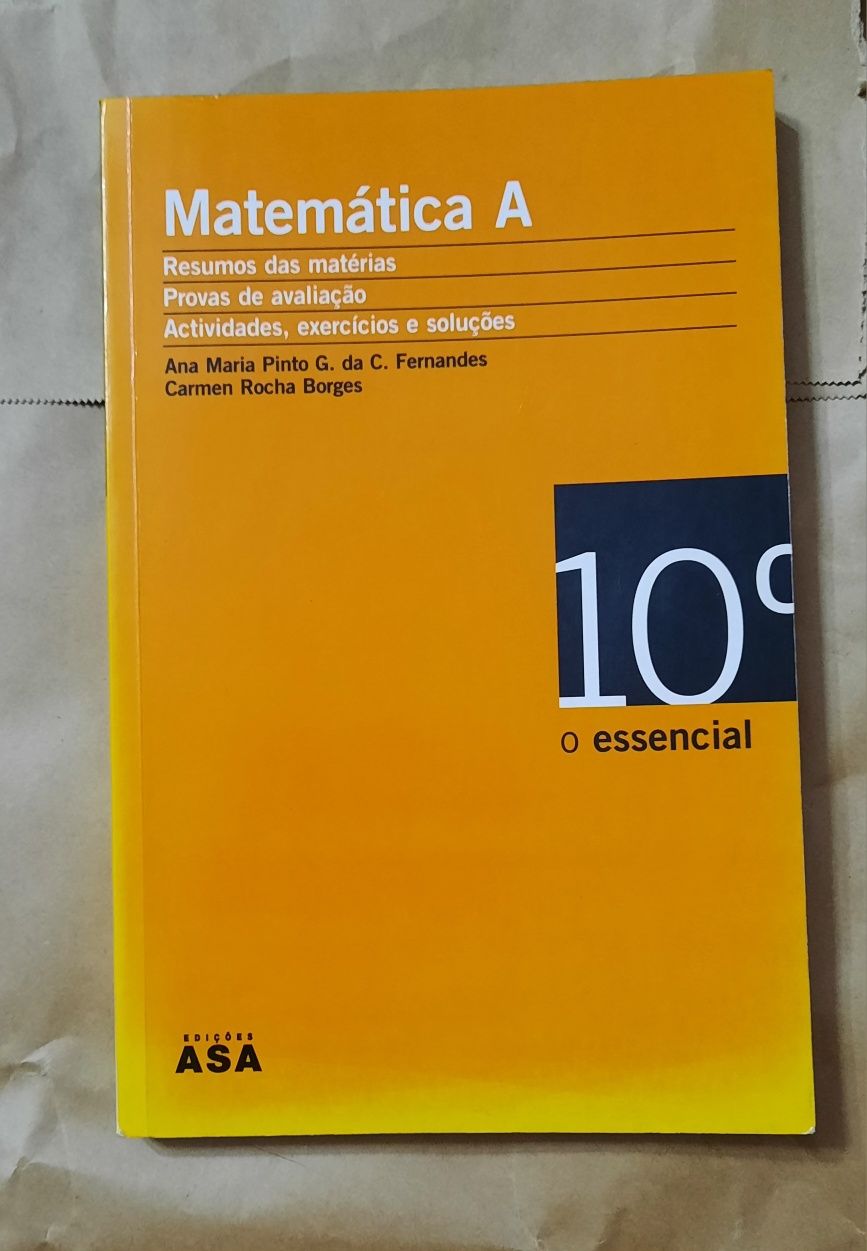 Matemática A
Resumos das matérias
Provas de avaliação
Actividades, exercícios e soluções
Ana Maria Pinto G. da C. Fernandes
Carmen Rocha Borges
10º
o essencial
EDIÇÕES
ASA